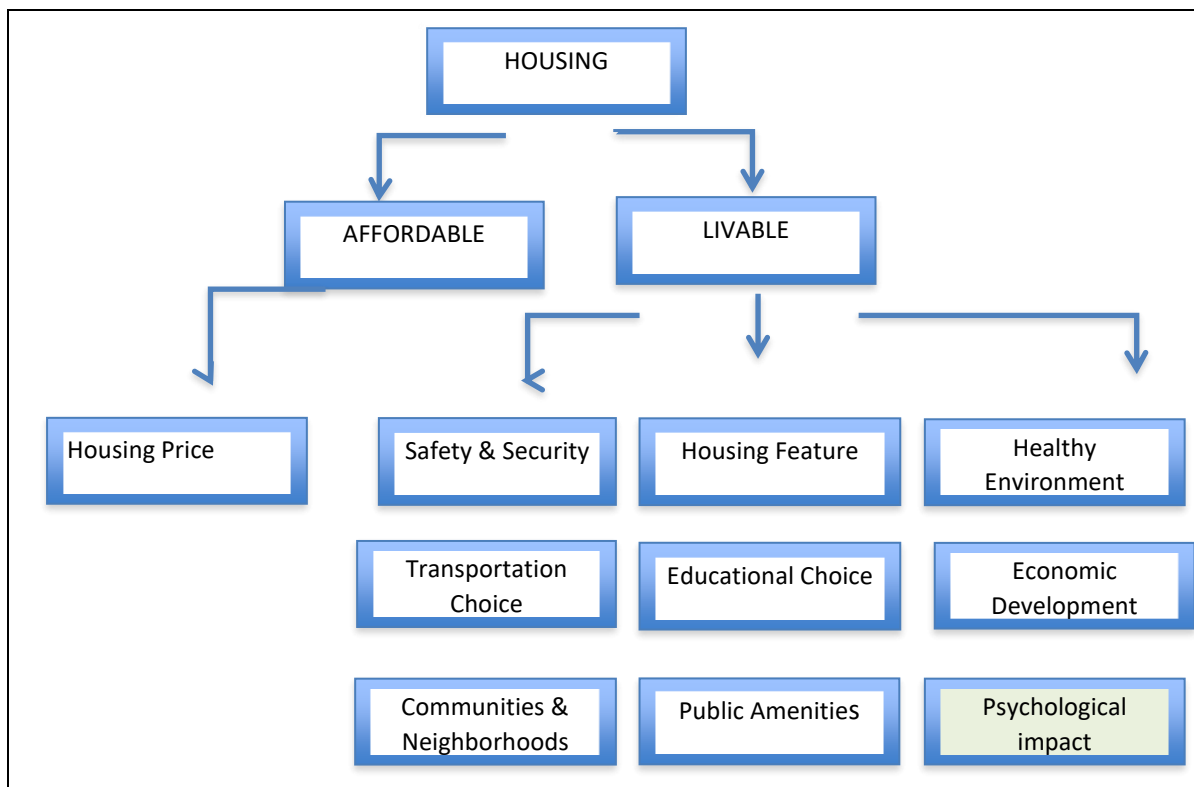 HOUSING
AFFORDABLE
LIVABLE
Housing Price
Safety & Security
Housing Feature
Healthy
Environment
Transportation
Choice
Educational Choice
Economic
Development
Communities &
Neighborhoods
Public Amenities
Psychological
impact